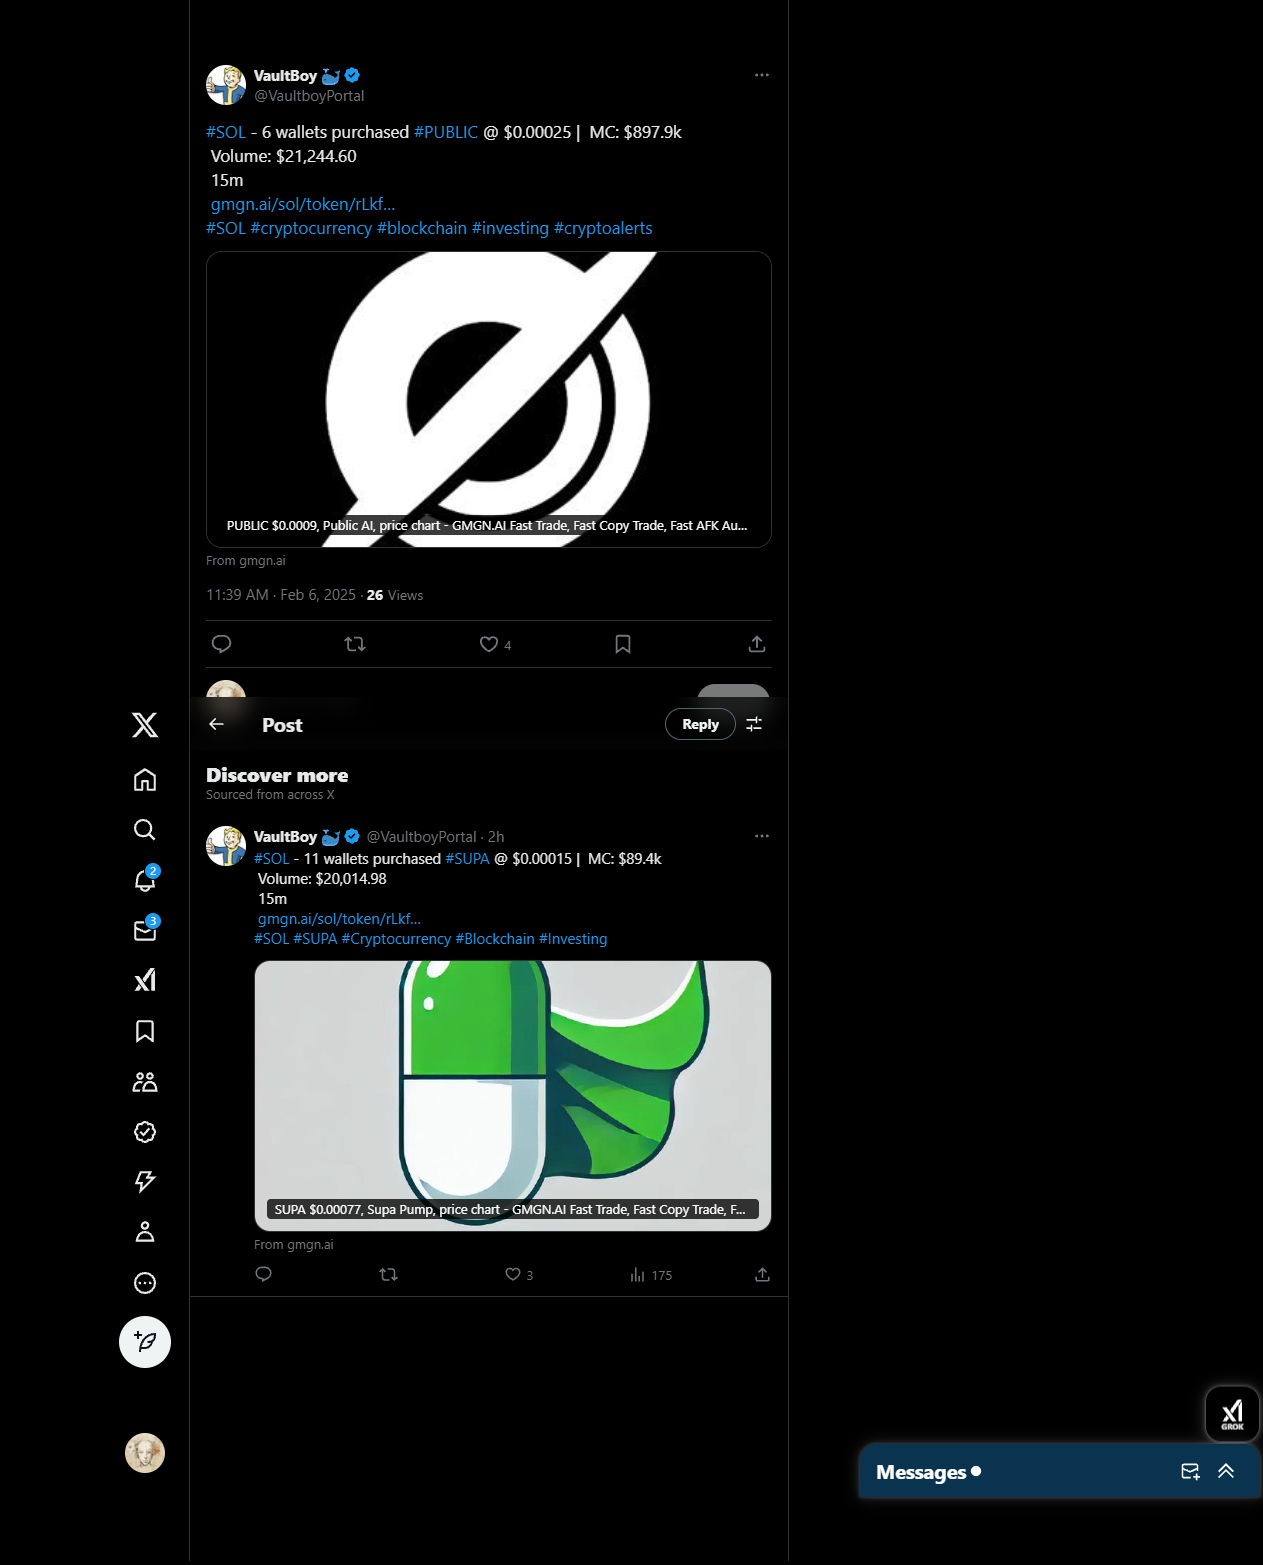 VaultBoy
@VaultboyPortal
#SOL - 6 wallets purchased #PUBLIC @ $0.00025 | MC: $897.9k
Volume: $21,244.60
15m
gmgn.ai/sol/token/rLkf…
#SOL #cryptocurrency #blockchain #investing #cryptoalerts
PUBLIC $0.0009, Public AI, price chart - GMGN.AI Fast Trade, Fast Copy Trade, Fast AFK Au...
From gmgn.ai
11:39 AM · Feb 6, 2025 · 26 Views
4
Post
Reply
Discover more
Sourced from across X
VaultBoy @VaultboyPortal · 2h
#SOL - 11 wallets purchased #SUPA @ $0.00015 | MC: $89.4k
Volume: $20,014.98
15m
gmgn.ai/sol/token/rLkf…
#SOL #SUPA #Cryptocurrency #Blockchain #Investing
SUPA $0.00077, Supa Pump, price chart - GMGN.AI Fast Trade, Fast Copy Trade, F...
From gmgn.ai
3
175
2
3
GROK
Messages